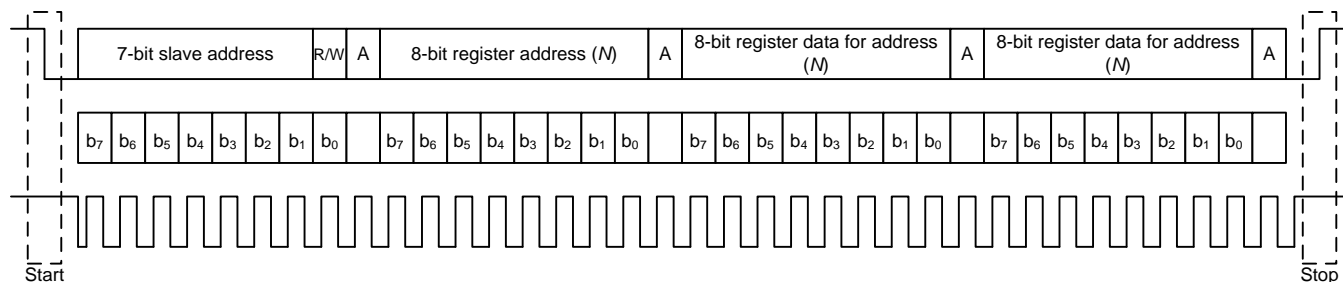 7-bit slave address R/W A 8-bit register address (N) A 8-bit register data for address (N) A 8-bit register data for address (N) A
b7 b6 b5 b4 b3 b2 b1 b0 b7 b6 b5 b4 b3 b2 b1 b0 b7 b6 b5 b4 b3 b2 b1 b0 b7 b6 b5 b4 b3 b2 b1 b0
Start Stop